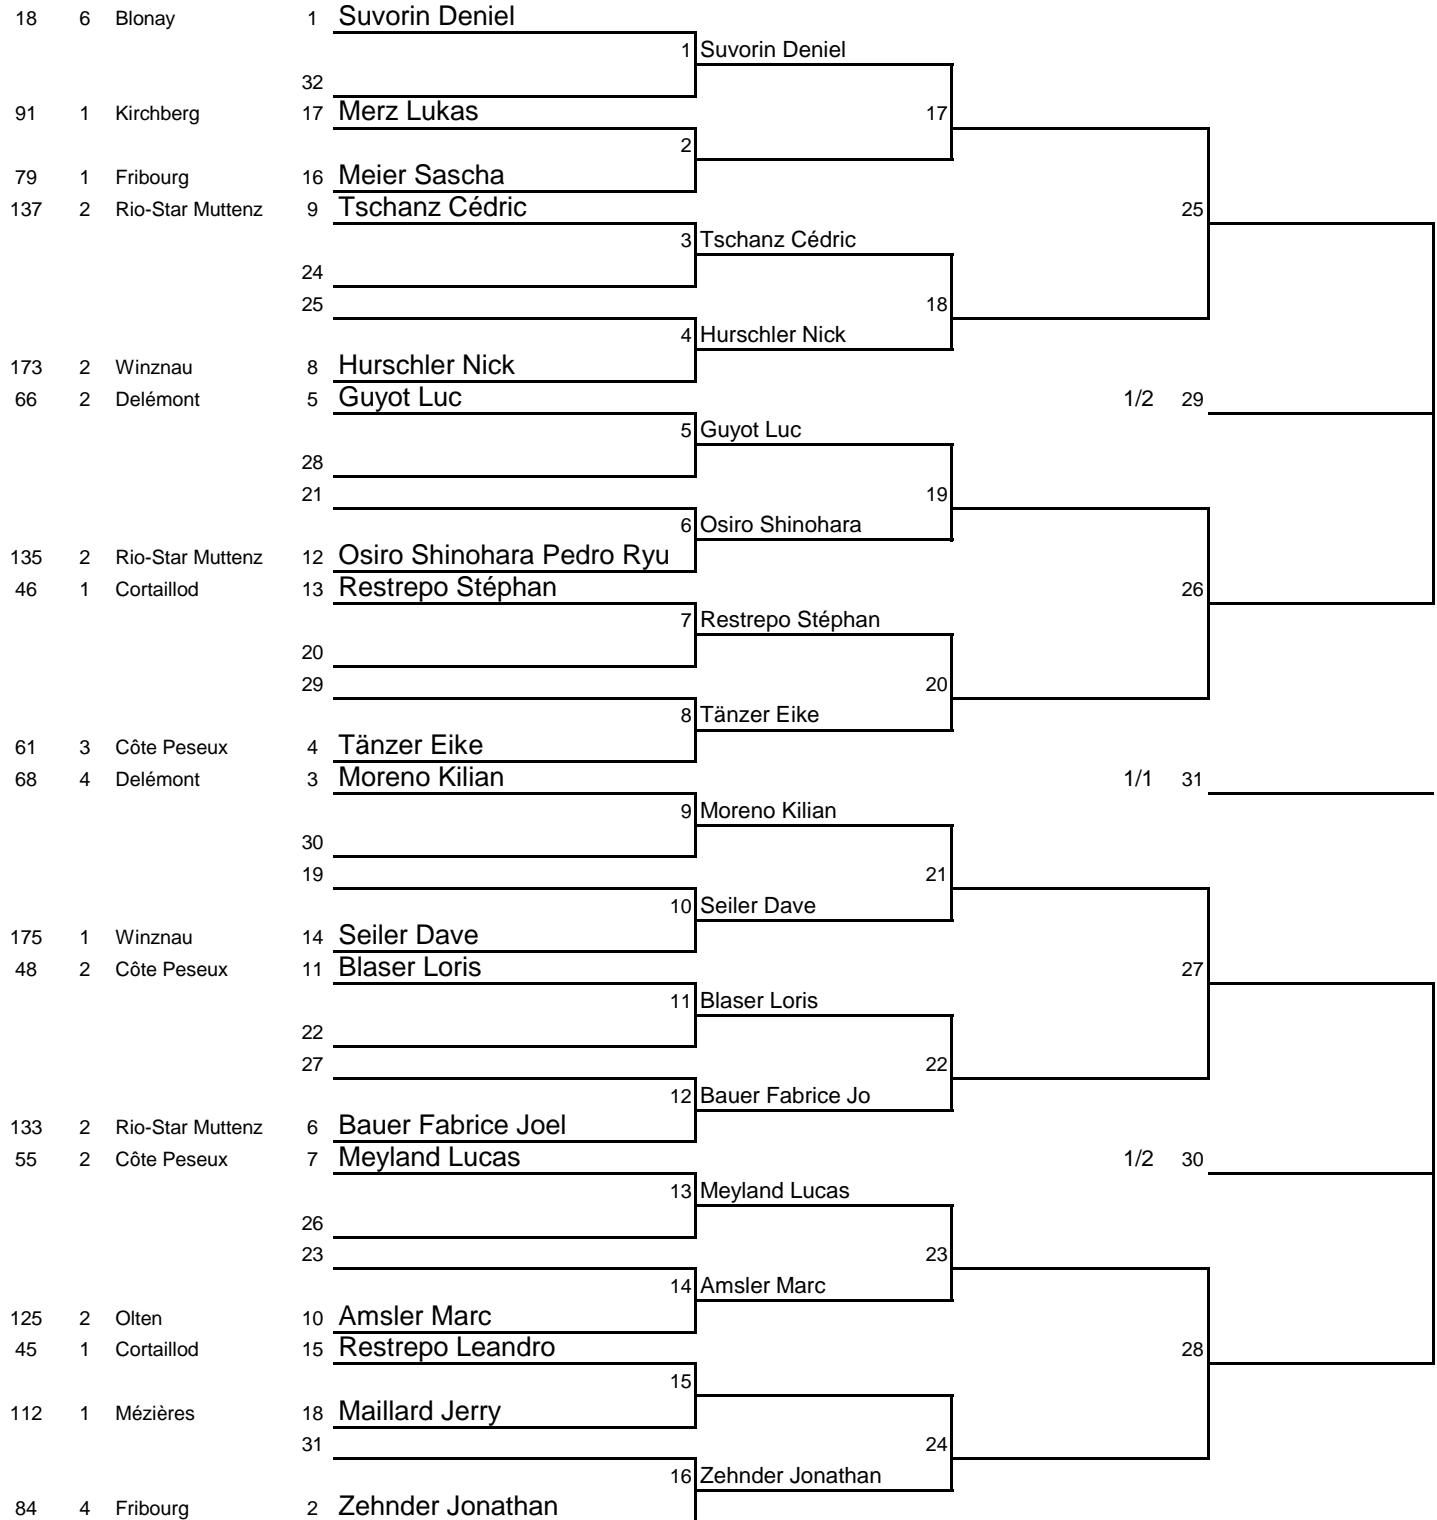 18 6 Blonay 1 Suvorin Deniel
1 Suvorin Deniel
32
91 1 Kirchberg 17 Merz Lukas 17
2
79 1 Fribourg 16 Meier Sascha
137 2 Rio-Star Muttenz 9 Tschanz Cédric 25
3 Tschanz Cédric
24
25 18
4 Hurschler Nick
173 2 Winznau 8 Hurschler Nick
66 2 Delémont 5 Guyot Luc 1/2 29
5 Guyot Luc
28
21 19
6 Osiro Shinohara
135 2 Rio-Star Muttenz 12 Osiro Shinohara Pedro Ryu
46 1 Cortaillod 13 Restrepo Stéphan 26
7 Restrepo Stéphan
20
29 20
8 Tänzer Eike
61 3 Côte Peseux 4 Tänzer Eike
68 4 Delémont 3 Moreno Kilian 1/1 31
9 Moreno Kilian
30
19 21
10 Seiler Dave
175 1 Winznau 14 Seiler Dave
48 2 Côte Peseux 11 Blaser Loris 27
11 Blaser Loris
22
27 22
12 Bauer Fabrice Jo
133 2 Rio-Star Muttenz 6 Bauer Fabrice Joel
55 2 Côte Peseux 7 Meyland Lucas 1/2 30
13 Meyland Lucas
26
23 23
14 Amsler Marc
125 2 Olten 10 Amsler Marc
45 1 Cortaillod 15 Restrepo Leandro 28
15
112 1 Mézières 18 Maillard Jerry
31 24
16 Zehnder Jonathan
84 4 Fribourg 2 Zehnder Jonathan